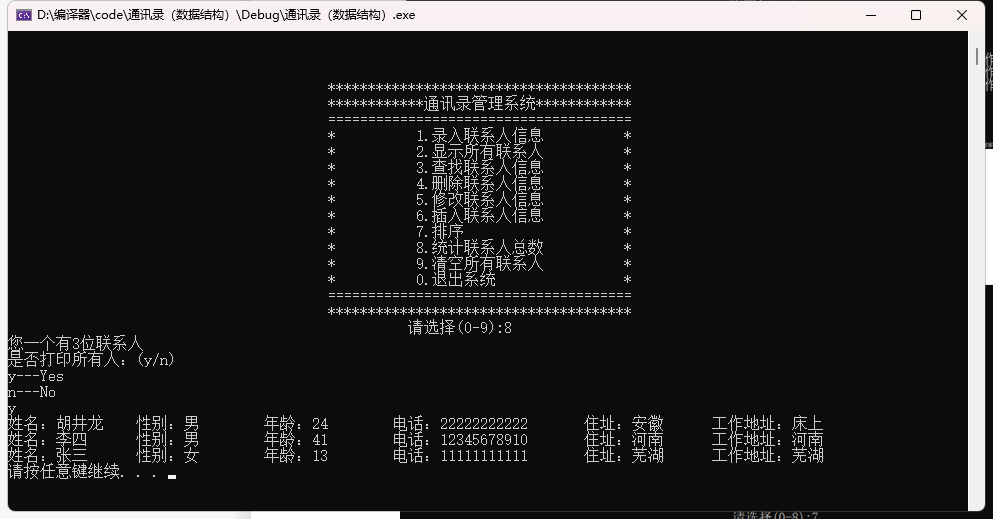 D:\编译器\code\通讯录（数据结构）\Debug\通讯录（数据结构）.exe
**************************************
************通讯录管理系统************
======================================
* 1.录入联系人信息 *
* 2.显示所有联系人 *
* 3.查找联系人信息 *
* 4.删除联系人信息 *
* 5.修改联系人信息 *
* 6.插入联系人信息 *
* 7.排序 *
* 8.统计联系人总数 *
* 9.清空所有联系人 *
* 0.退出系统 *
======================================
**************************************
请选择(0-9):8
您一个有3位联系人
是否打印所有人：(y/n)
y---Yes
n---No
y
姓名：胡井龙 性别：男 年龄：24 电话：22222222222 住址：安徽 工作地址：床上
姓名：李四 性别：男 年龄：41 电话：12345678910 住址：河南 工作地址：河南
姓名：张三 性别：女 年龄：13 电话：11111111111 住址：芜湖 工作地址：芜湖
请按任意键继续. . .
请选择(0-8):7